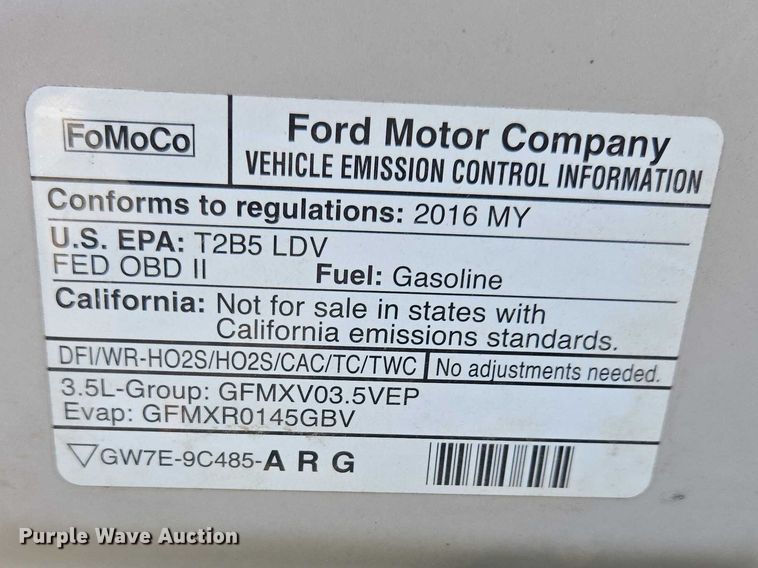 FoMoCo
Ford Motor Company
VEHICLE EMISSION CONTROL INFORMATION
Conforms to regulations: 2016 MY
U.S. EPA: T2B5 LDV
FED OBD II Fuel: Gasoline
California: Not for sale in states with
California emissions standards.
DFI/WR-HO2S/HO2S/CAC/TC/TWC No adjustments needed.
3.5L-Group: GFMXV03.5VEP
Evap: GFMXR0145GBV
GW7E-9C485-A R G
Purple Wave Auction